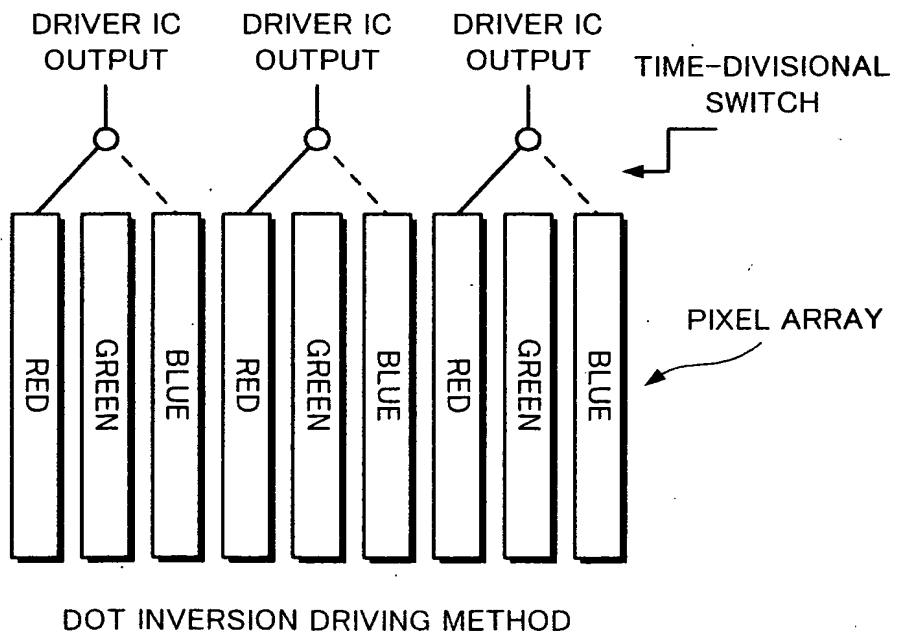 DRIVER IC
OUTPUT
DRIVER IC
OUTPUT
DRIVER IC
OUTPUT
TIME-DIVISIONAL
SWITCH
RED
GREEN
BLUE
RED
GREEN
BLUE
RED
GREEN
BLUE
PIXEL ARRAY
DOT INVERSION DRIVING METHOD